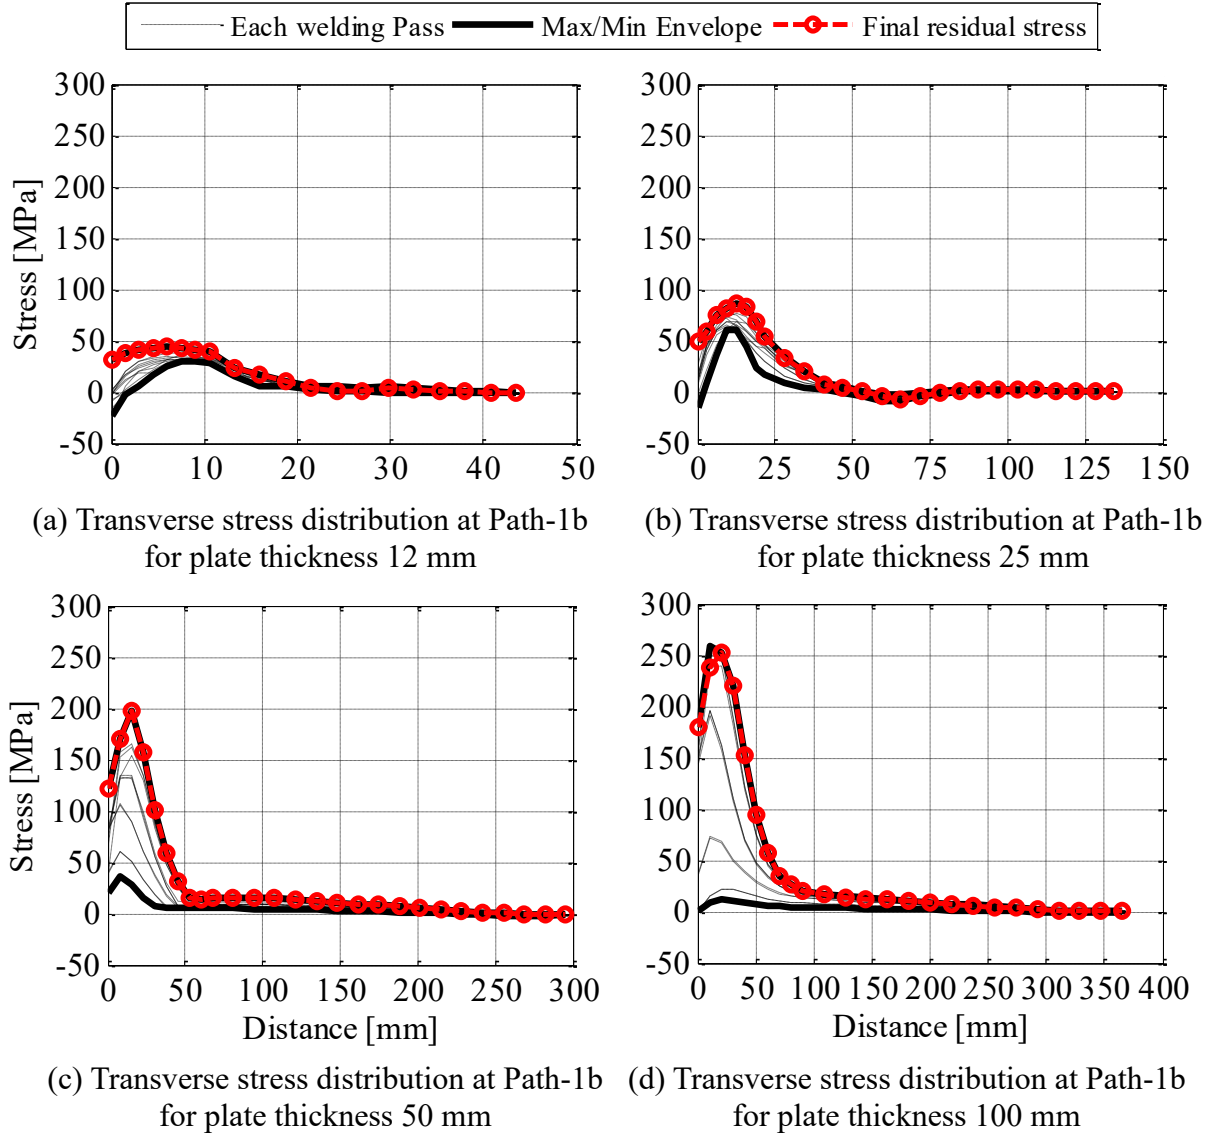 Each welding Pass Max/Min Envelope Final residual stress
300
250
200
150
100
50
0
-50
Stress [MPa]
0 10 20 30 40 50
(a) Transverse stress distribution at Path-1b
for plate thickness 12 mm
300
250
200
150
100
50
0
-50
0 25 50 75 100 125 150
(b) Transverse stress distribution at Path-1b
for plate thickness 25 mm
300
250
200
150
100
50
0
-50
Stress [MPa]
0 50 100 150 200 250 300
Distance [mm]
(c) Transverse stress distribution at Path-1b
for plate thickness 50 mm
300
250
200
150
100
50
0
-50
0 50 100 150 200 250 300 350 400
Distance [mm]
(d) Transverse stress distribution at Path-1b
for plate thickness 100 mm